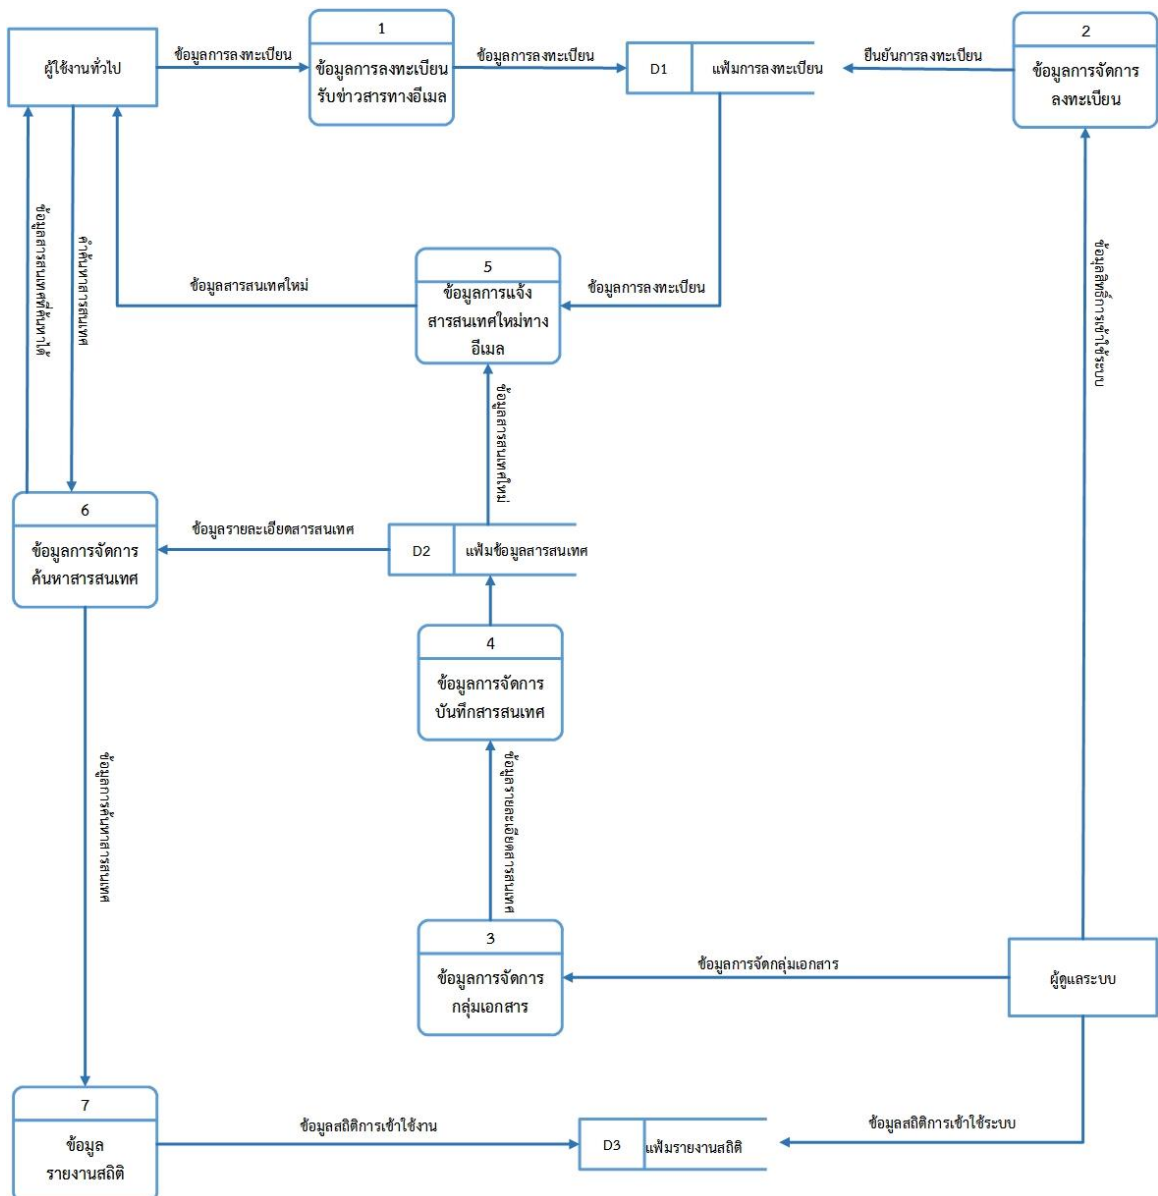 1
2
ผู้ใช้งานทั่วไป
ข้อมูลการลงทะเบียน
ข้อมูลการลงทะเบียน
รับข่าวสารทางอีเมล
ข้อมูลการลงทะเบียน
D1
แฟ้มการลงทะเบียน
ยืนยันการลงทะเบียน
ข้อมูลการจัดการ
ลงทะเบียน
ข้อมูลสารสนเทศที่ค้นหาได้
คำค้นหาสารสนเทศ
ข้อมูลสารสนเทศใหม่
5
ข้อมูลการแจ้ง
สารสนเทศใหม่ทาง
อีเมล
ข้อมูลการลงทะเบียน
ข้อมูลสิทธิ์การเข้าใช้ระบบ
ข้อมูลสารสนเทศใหม่
6
ข้อมูลการจัดการ
ค้นหาสารสนเทศ
ข้อมูลรายละเอียดสารสนเทศ
D2
แฟ้มข้อมูลสารสนเทศ
4
ข้อมูลการจัดการ
บันทึกสารสนเทศ
ข้อมูลการค้นหาสารสนเทศ
ข้อมูลรายละเอียดสารสนเทศ
3
ข้อมูลการจัดการ
กลุ่มเอกสาร
ข้อมูลการจัดกลุ่มเอกสาร
ผู้ดูแลระบบ
7
ข้อมูล
รายงานสถิติ
ข้อมูลสถิติการเข้าใช้งาน
D3
แฟ้มรายงานสถิติ
ข้อมูลสถิติการเข้าใช้ระบบ